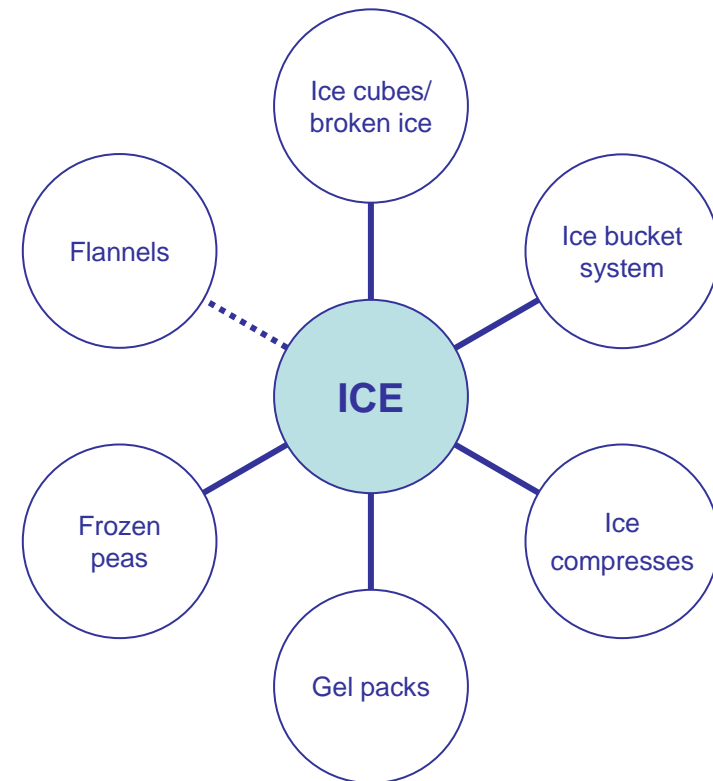 Ice cubes/
broken ice
Flannels
Ice bucket
system
ICE
Frozen
peas
Ice
compresses
Gel packs